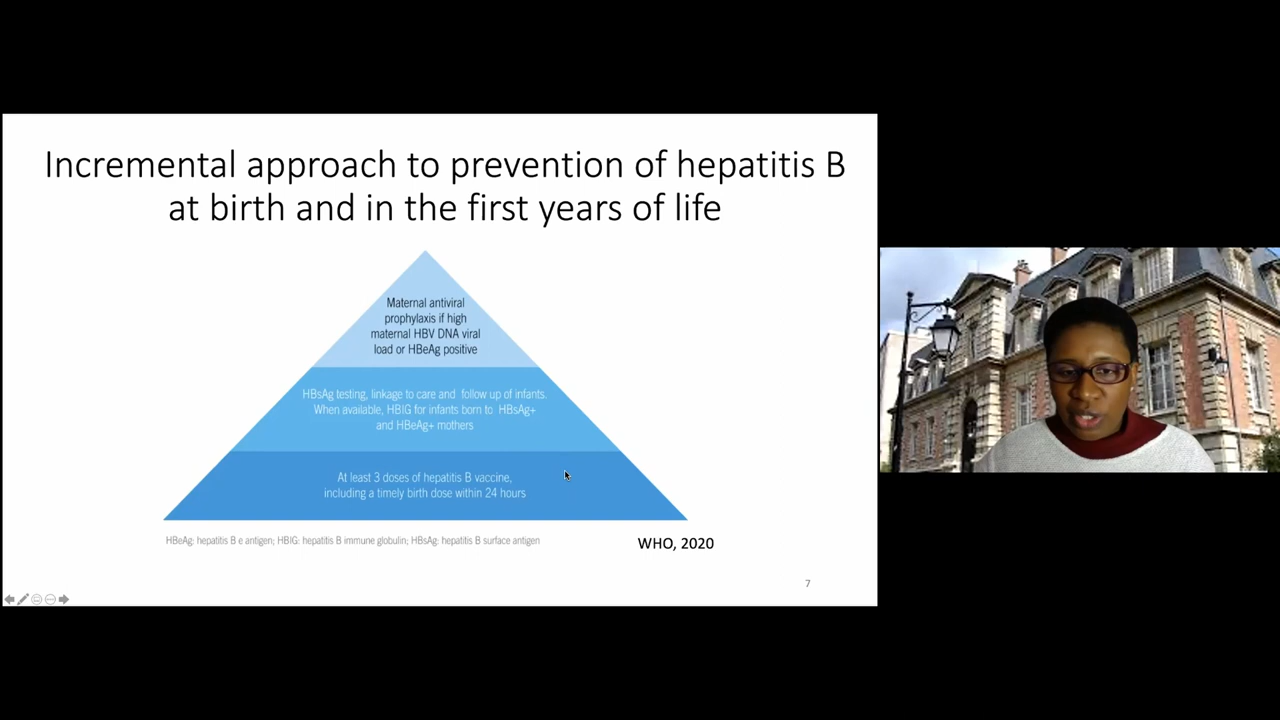 Incremental approach to prevention of hepatitis B
at birth and in the first years of life
Maternal antiviral
prophylaxis if high
maternal HBV DNA viral
load or HBeAg positive
HBsAg testing, linkage to care and follow up of infants.
When available, HBIG for infants born to HBsAg+
and HBeAg+ mothers
At least 3 doses of hepatitis B vaccine,
including a timely birth dose within 24 hours
HBeAg: hepatitis B e antigen; HBIG: hepatitis B immune globulin; HBsAg: hepatitis B surface antigen
WHO, 2020
7